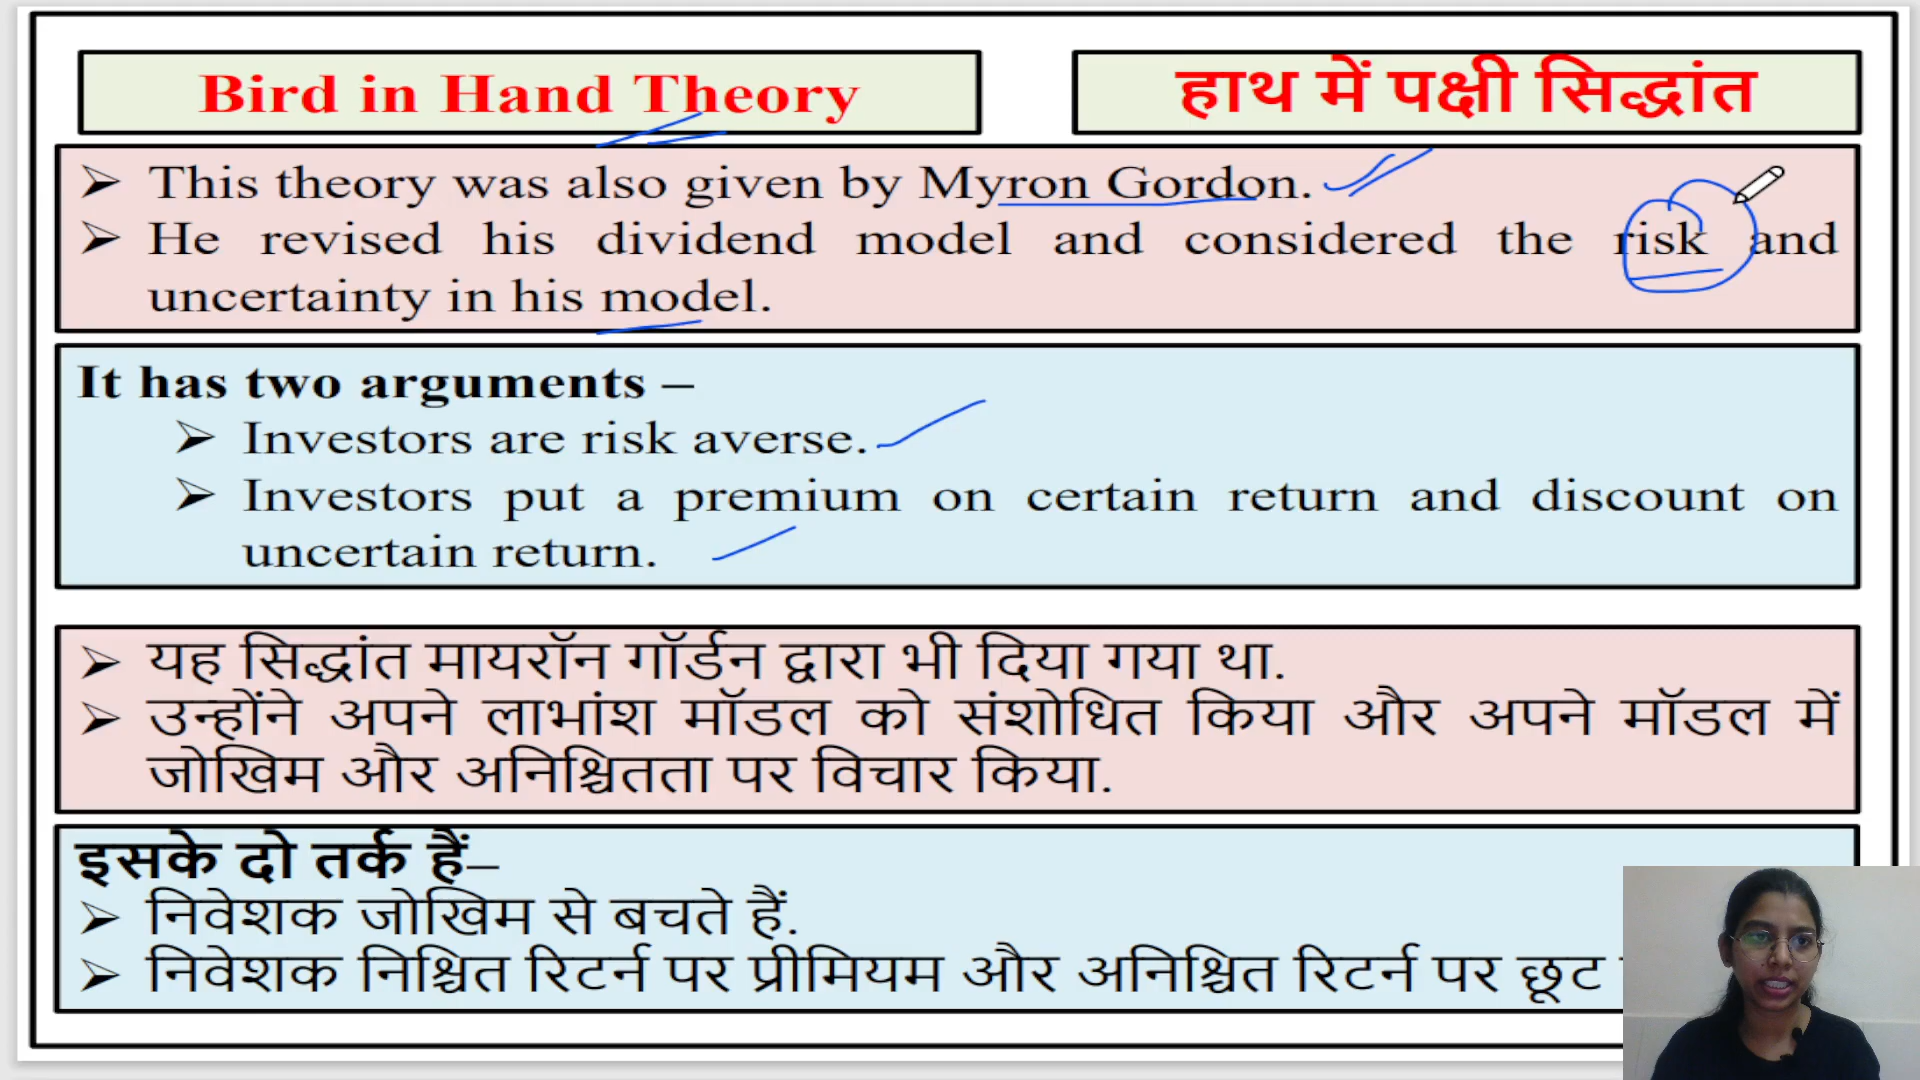 Bird in Hand Theory
हाथ में पक्षी सिद्धांत
➤ This theory was also given by Myron Gordon.
➤ He revised his dividend model and considered the risk and
uncertainty in his model.
It has two arguments –
➤ Investors are risk averse.
➤ Investors put a premium on certain return and discount on
uncertain return.
➤ यह सिद्धांत मायरॉन गॉर्डन द्वारा भी दिया गया था.
➤ उन्होंने अपने लाभांश मॉडल को संशोधित किया और अपने मॉडल में
जोखिम और अनिश्चितता पर विचार किया.
इसके दो तर्क हैं–
➤ निवेशक जोखिम से बचते हैं.
➤ निवेशक निश्चित रिटर्न पर प्रीमियम और अनिश्चित रिटर्न पर छूट